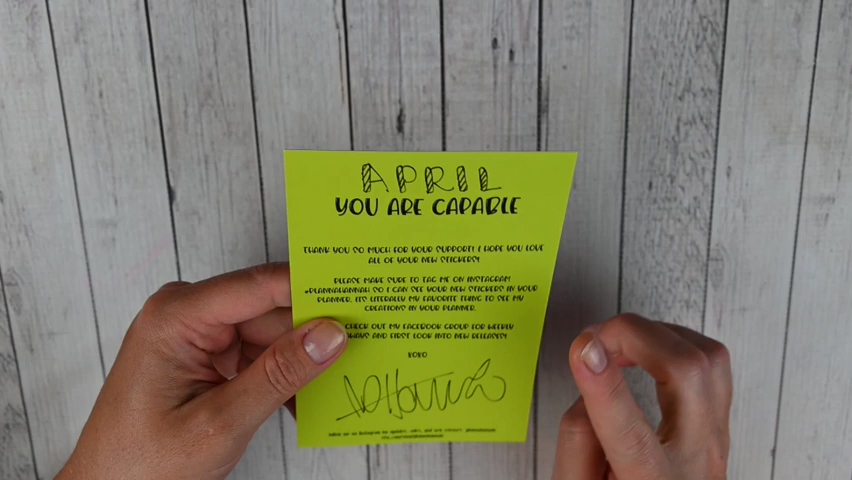 APRIL
YOU ARE CAPABLE
THANK YOU SO MUCH FOR YOUR SUPPORT! I HOPE YOU LOVE
ALL OF YOUR NEW STICKERS!
PLEASE MAKE SURE TO TAG ME ON INSTAGRAM
@PLANNAHANNAH SO I CAN SEE YOUR NEW STICKERS IN YOUR
PLANNER. ITS LITERALLY MY FAVORITE THING TO SEE MY
CREATIONS IN YOUR PLANNER.
CHECK OUT MY FACEBOOK GROUP FOR WEEKLY
AND FIRST LOOK INTO NEW RELEASES!
XOXO